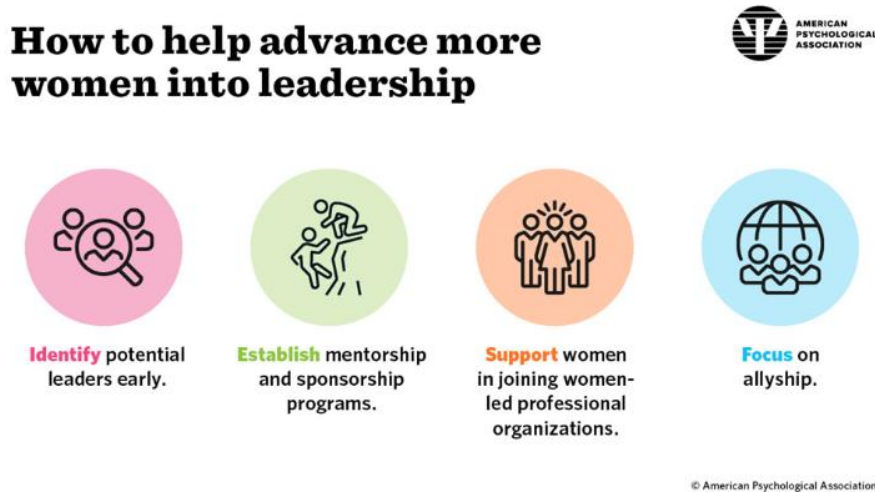 How to help advance more
women into leadership
AMERICAN
PSYCHOLOGICAL
ASSOCIATION
Identify potential
leaders early.
Establish mentorship
and sponsorship
programs.
Support women
in joining women-
led professional
organizations.
Focus on
allyship.
© American Psychological Association